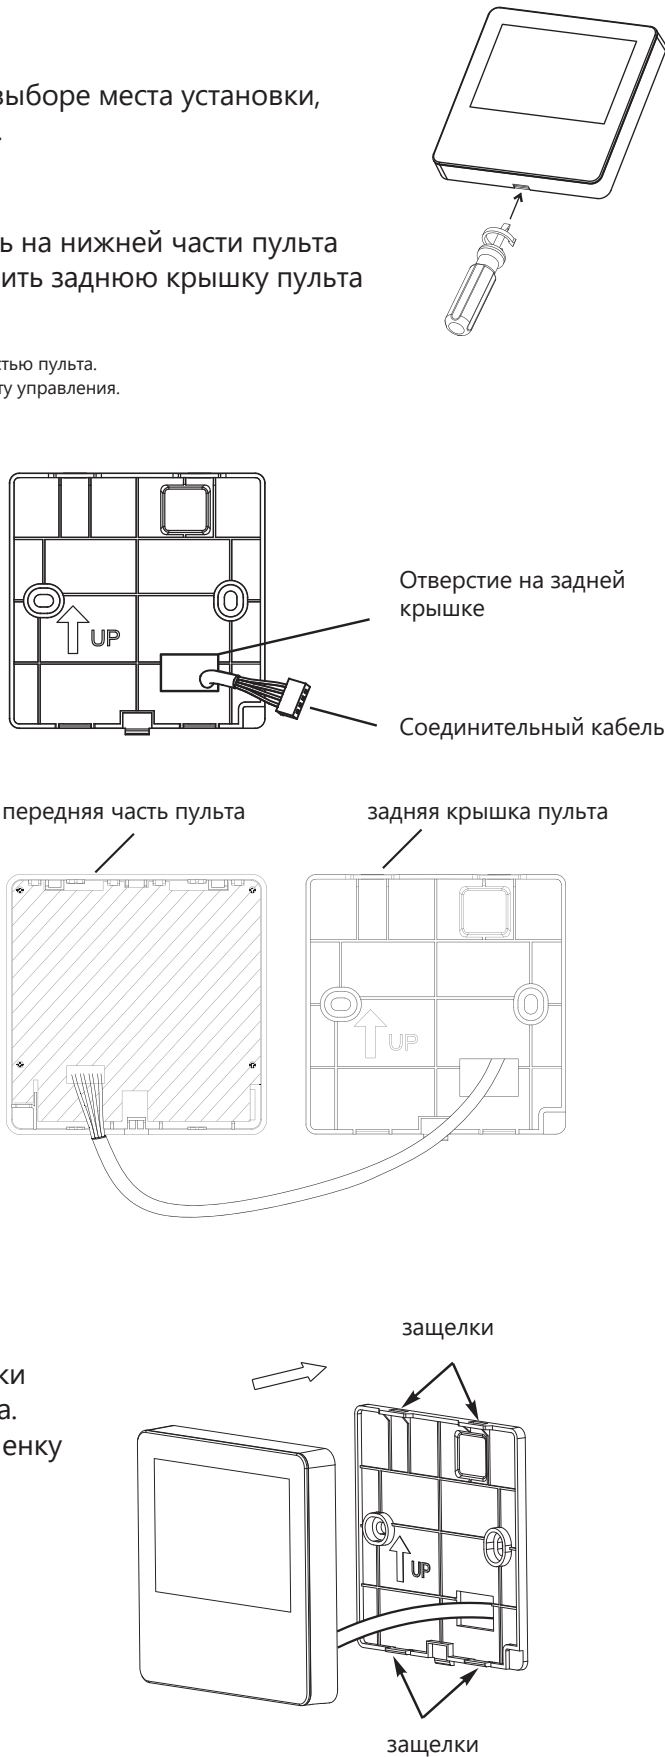 выборе места установки,
.
ь на нижней части пульта
ить заднюю крышку пульта
тью пульта.
ту управления.
Отверстие на задней
крышке
UP
Соединительный кабель
передняя часть пульта
задняя крышка пульта
UP
защелки
ки
а.
енку
UP
защелки